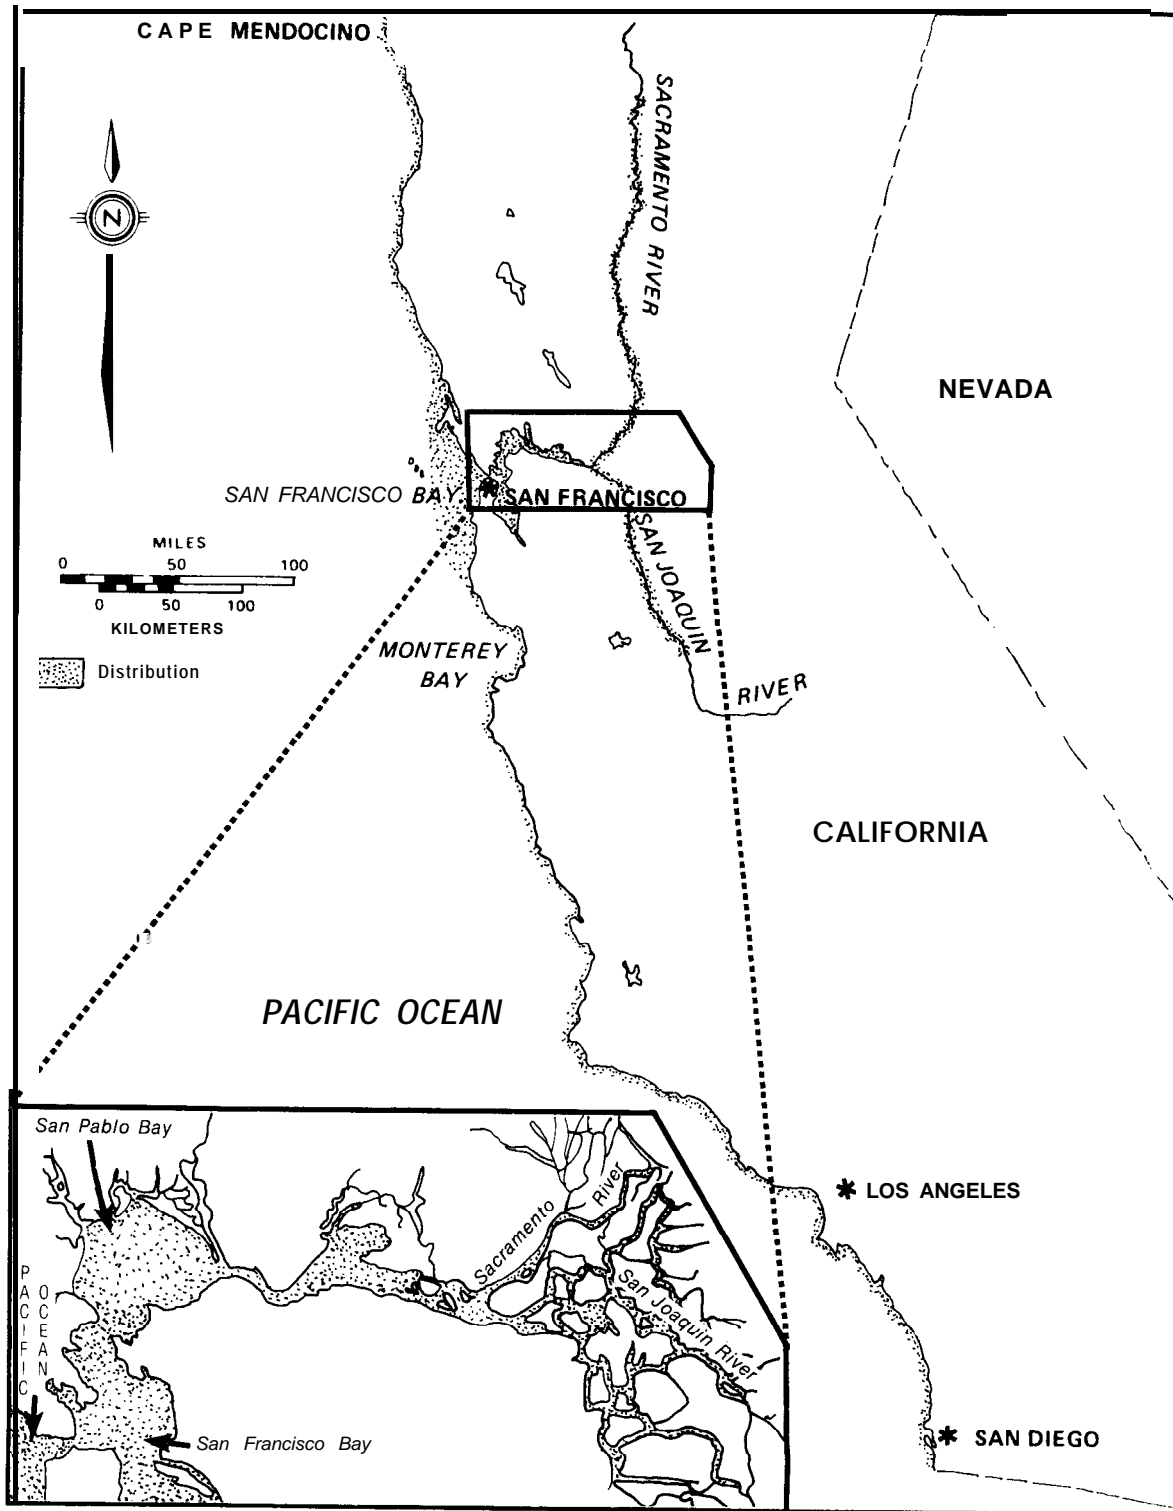 CAPE MENDOCINO
SACRAMENTO RIVER
N
NEVADA
SAN FRANCISCO BAY
SAN FRANCISCO
MILES
0 50 100
0 50 100
KILOMETERS
SAN JOAQUIN
RIVER
MONTEREY
BAY
Distribution
CALIFORNIA
PACIFIC OCEAN
San Pablo Bay
Sacramento River
San Joaquin River
PACIFIC
OCEAN
San Francisco Bay
LOS ANGELES
SAN DIEGO